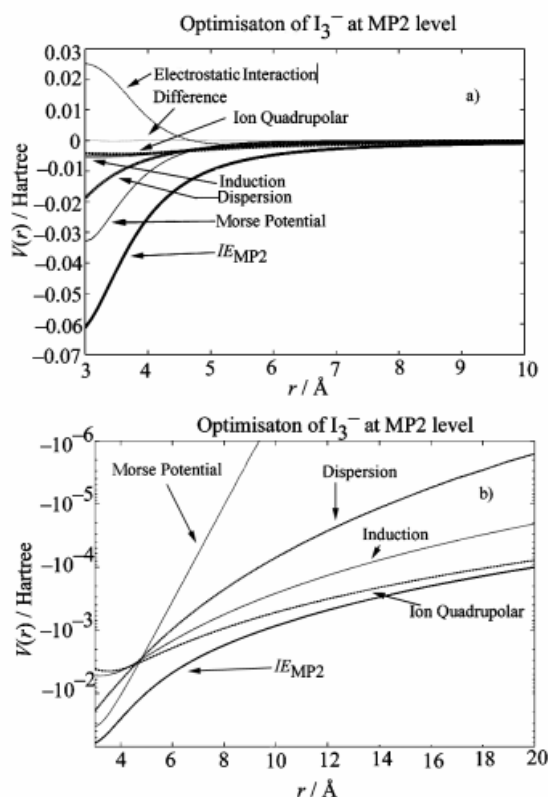 Optimisaton of I₃⁻ at MP2 level
0.03
0.02
0.01
0
−0.01
−0.02
−0.03
−0.04
−0.05
−0.06
−0.07
V(r) / Hartree
Electrostatic Interaction
Difference
a)
Ion Quadrupolar
Induction
Dispersion
Morse Potential
IE_MP2
3 4 5 6 7 8 9 10
r / Å
Optimisaton of I₃⁻ at MP2 level
−10⁻⁶
−10⁻⁵
−10⁻⁴
−10⁻³
−10⁻²
V(r) / Hartree
Morse Potential
Dispersion
b)
Induction
Ion Quadrupolar
IE_MP2
4 6 8 10 12 14 16 18 20
r / Å